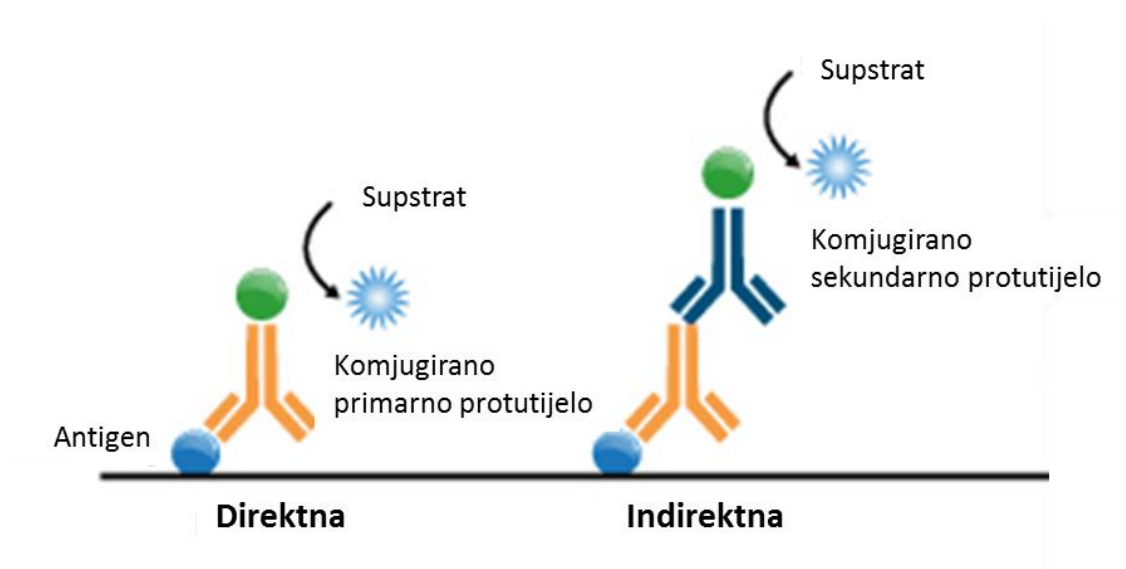 Supstrat
Supstrat
Komjugirano
sekundarno protutijelo
Komjugirano
primarno protutijelo
Antigen
Direktna
Indirektna